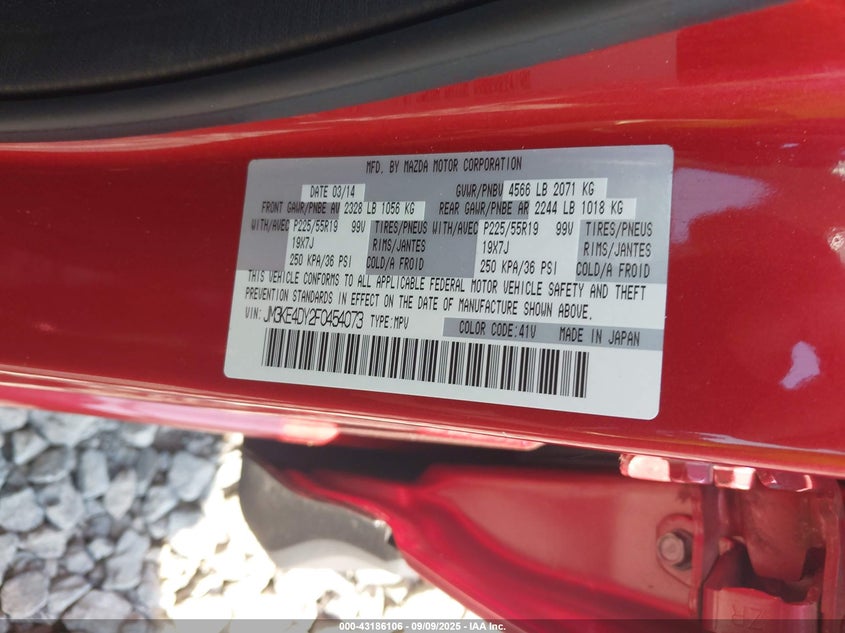 MFD. BY MAZDA MOTOR CORPORATION
DATE 03/14 GVWR/PNBV 4566 LB 2071 KG
FRONT GAWR/PNBE AV 2328 LB 1056 KG REAR GAWR/PNBE AR 2244 LB 1018 KG
WITH/AVEC P225/55R19 99V TIRES/PNEUS WITH/AVEC P225/55R19 99V TIRES/PNEUS
19X7J RIMS/JANTES 19X7J RIMS/JANTES
250 KPA/36 PSI COLD/A FROID 250 KPA/36 PSI COLD/A FROID
THIS VEHICLE CONFORMS TO ALL APPLICABLE FEDERAL MOTOR VEHICLE SAFETY AND THEFT
PREVENTION STANDARDS IN EFFECT ON THE DATE OF MANUFACTURE SHOWN ABOVE.
VIN: JM3KE4DY2F0454073 TYPE:MPV COLOR CODE:41V MADE IN JAPAN
000-43186106 - 09/09/2025 - IAA Inc.